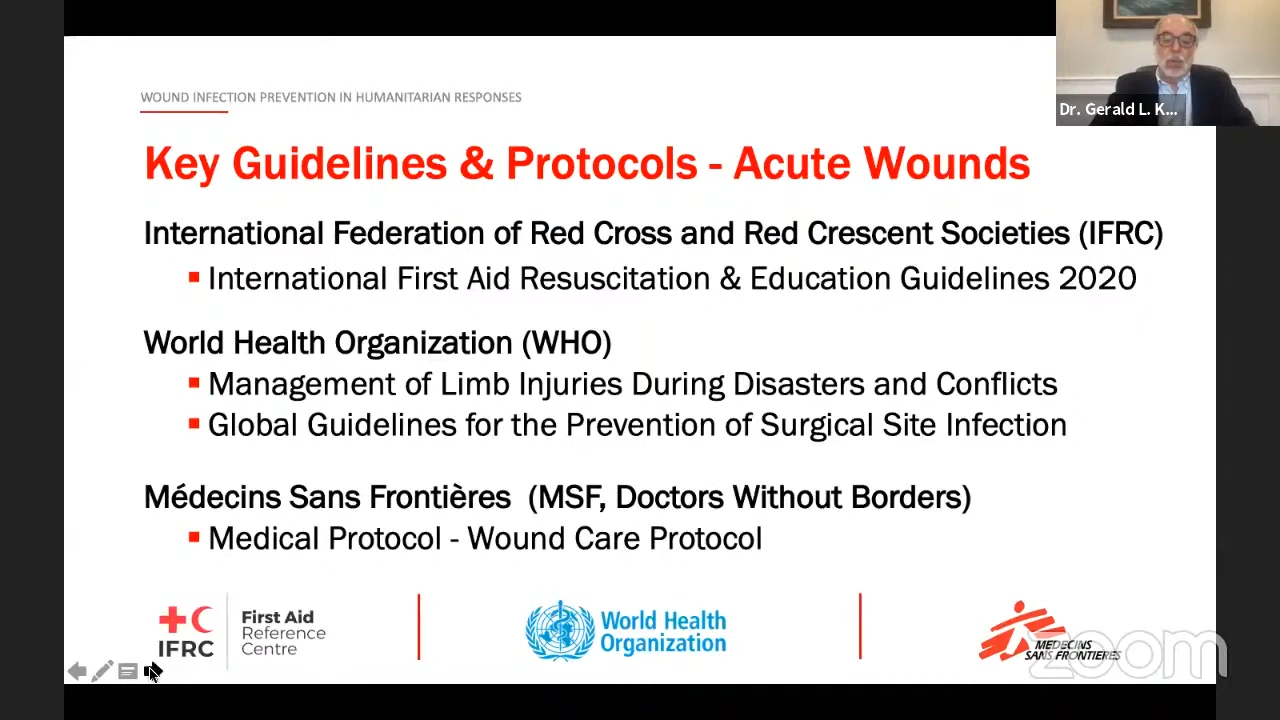 Dr. Gerald L. K...
WOUND INFECTION PREVENTION IN HUMANITARIAN RESPONSES
Key Guidelines & Protocols - Acute Wounds
International Federation of Red Cross and Red Crescent Societies (IFRC)
International First Aid Resuscitation & Education Guidelines 2020
World Health Organization (WHO)
Management of Limb Injuries During Disasters and Conflicts
Global Guidelines for the Prevention of Surgical Site Infection
Médecins Sans Frontières (MSF, Doctors Without Borders)
Medical Protocol - Wound Care Protocol
IFRC
First Aid
Reference
Centre
World Health
Organization
MEDECINS
SANS FRONTIERES
zoom